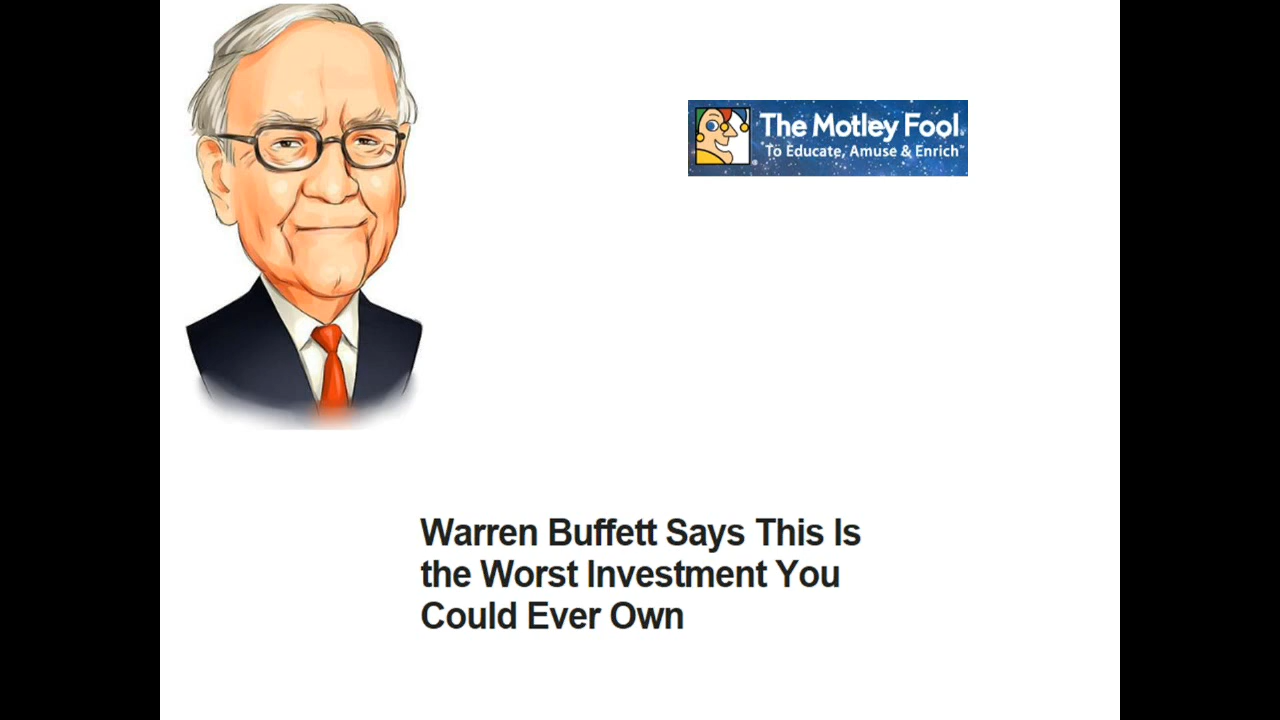 The Motley Fool
To Educate, Amuse & Enrich
Warren Buffett Says This Is
the Worst Investment You
Could Ever Own